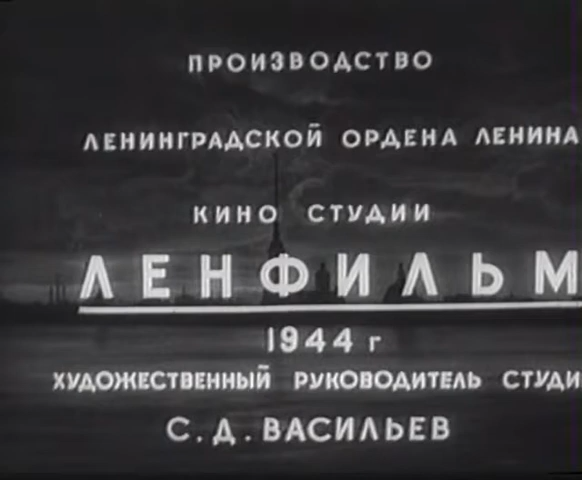 ПРОИЗВОДСТВО
ЛЕНИНГРАДСКОЙ ОРДЕНА ЛЕНИНА
КИНО СТУДИИ
ЛЕНФИЛЬМ
1944 г
ХУДОЖЕСТВЕННЫЙ РУКОВОДИТЕЛЬ СТУДИ
С. Д. ВАСИЛЬЕВ